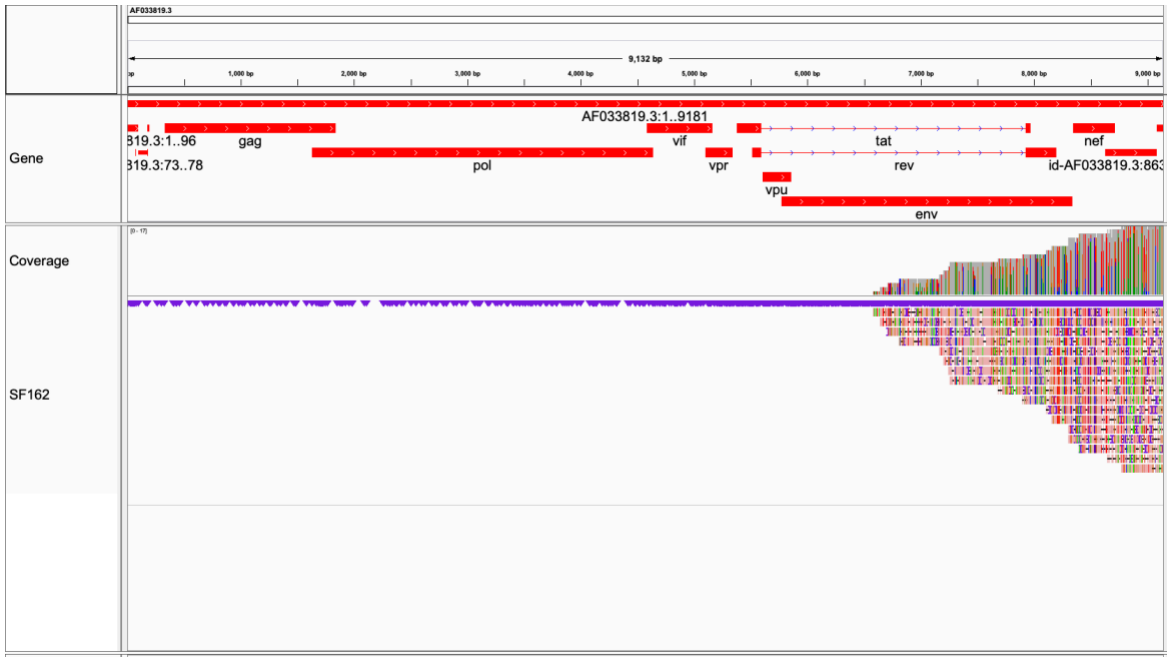 AF033819.3
9,132 bp
bp 1,000 bp 2,000 bp 3,000 bp 4,000 bp 5,000 bp 6,000 bp 7,000 bp 8,000 bp 9,000 bp
Gene
AF033819.3:1..9181
819.3:1..96 gag vif tat nef
319.3:73..78 pol vpr rev id-AF033819.3:863
vpu
env
[0 - 17]
Coverage
SF162